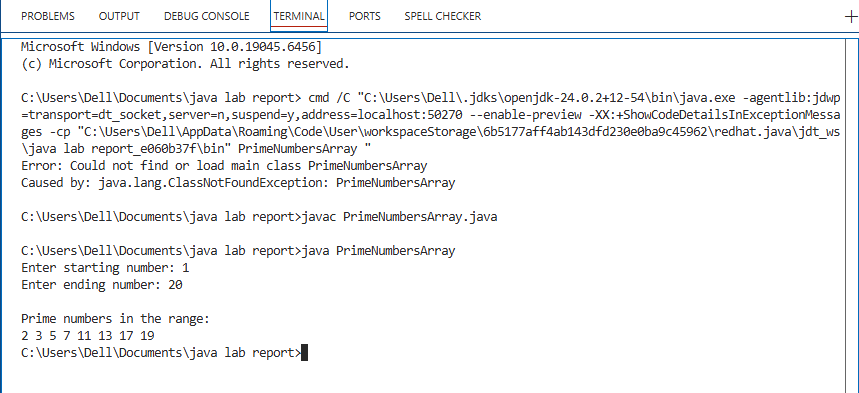 PROBLEMS OUTPUT DEBUG CONSOLE TERMINAL PORTS SPELL CHECKER
Microsoft Windows [Version 10.0.19045.6456]
(c) Microsoft Corporation. All rights reserved.
C:\Users\Dell\Documents\java lab report> cmd /C "C:\Users\Dell\.jdks\openjdk-24.0.2+12-54\bin\java.exe -agentlib:jdwp
=transport=dt_socket,server=n,suspend=y,address=localhost:50270 --enable-preview -XX:+ShowCodeDetailsInExceptionMessa
ges -cp "C:\Users\Dell\AppData\Roaming\Code\User\workspaceStorage\6b5177aff4ab143dfd230e0ba9c45962\redhat.java\jdt_ws
\java lab report_e060b37f\bin" PrimeNumbersArray "
Error: Could not find or load main class PrimeNumbersArray
Caused by: java.lang.ClassNotFoundException: PrimeNumbersArray
C:\Users\Dell\Documents\java lab report>javac PrimeNumbersArray.java
C:\Users\Dell\Documents\java lab report>java PrimeNumbersArray
Enter starting number: 1
Enter ending number: 20
Prime numbers in the range:
2 3 5 7 11 13 17 19
C:\Users\Dell\Documents\java lab report>